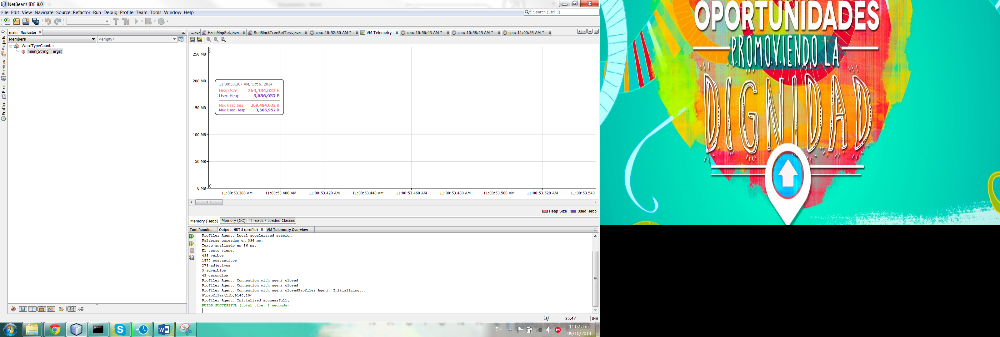 NetBeans IDE 8.0
File Edit View Navigate Source Refactor Run Debug Profile Team Tools Window Help
Search (Ctrl+I)
main - Navigator
Members
<empty>
WordTypeCounter
main(String[] args)
Projects
Services
Files
Profiler
...ava HashMapSet.java RedBlackTreeSetTest.java cpu: 10:52:30 AM * VM Telemetry cpu: 10:56:43 AM * cpu: 10:58:25 AM * cpu: 11:00:53 AM *
250 MB
200 MB
150 MB
100 MB
50 MB
0 MB
11:00:53.367 AM, Oct 9, 2014
Heap Size 269,484,032 B
Used Heap 3,686,952 B
Max Heap Size 269,484,032 B
Max Used Heap 3,686,952 B
11:00:53.380 AM 11:00:53.400 AM 11:00:53.420 AM 11:00:53.440 AM 11:00:53.460 AM 11:00:53.480 AM 11:00:53.500 AM 11:00:53.520 AM 11:00:53.540
Heap Size Used Heap
Memory (Heap) Memory (GC) Threads / Loaded Classes
Test Results Output - HDT 8 (profile) VM Telemetry Overview
Profiler Agent: Local accelerated session
Palabras cargadas en 394 ms.
Texto analizado en 56 ms.
El texto tiene:
493 verbos
1577 sustantivos
273 adjetivos
3 adverbios
42 gerundios
Profiler Agent: Connection with agent closed
Profiler Agent: Connection with agent closed
Profiler Agent: Connection with agent closedProfiler Agent: Initializing...
0\profiler\lib,5140,10<
Profiler Agent: Initialized successfully
BUILD SUCCESSFUL (total time: 3 seconds)
35:47
INS
EN
11:02 a.m.
09/10/2014
OPORTUNIDADES
PROMOVIENDO LA
DIGNIDAD